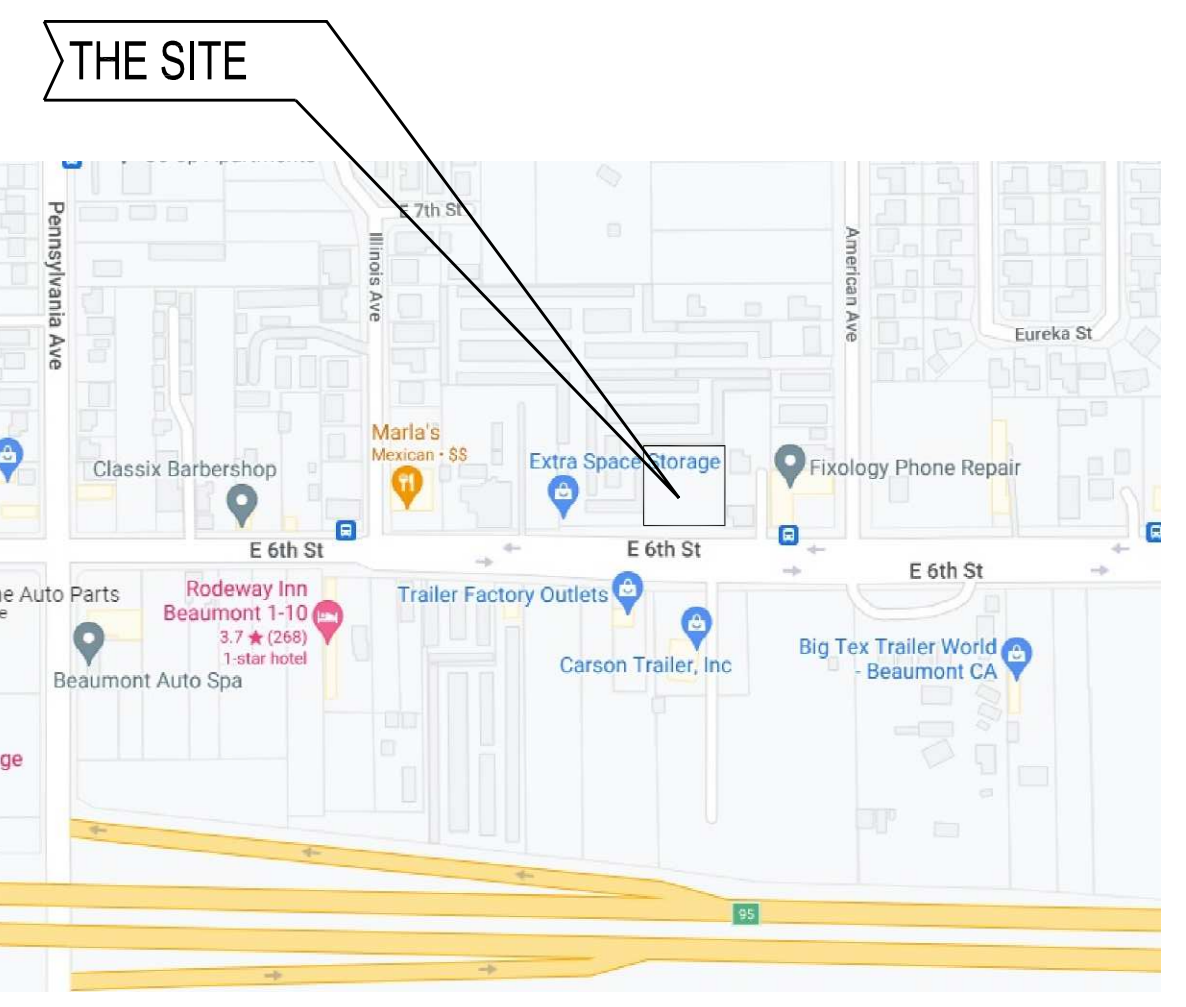 THE SITE
E 7th St
Pennsylvania Ave
Illinois Ave
American Ave
Eureka St
Marla's
Mexican · $$
Classix Barbershop
Extra Space Storage
Fixology Phone Repair
E 6th St
E 6th St
E 6th St
Auto Parts
Rodeway Inn
Beaumont 1-10
3.7 ★ (268)
1-star hotel
Trailer Factory Outlets
Carson Trailer, Inc
Big Tex Trailer World
- Beaumont CA
Beaumont Auto Spa
95